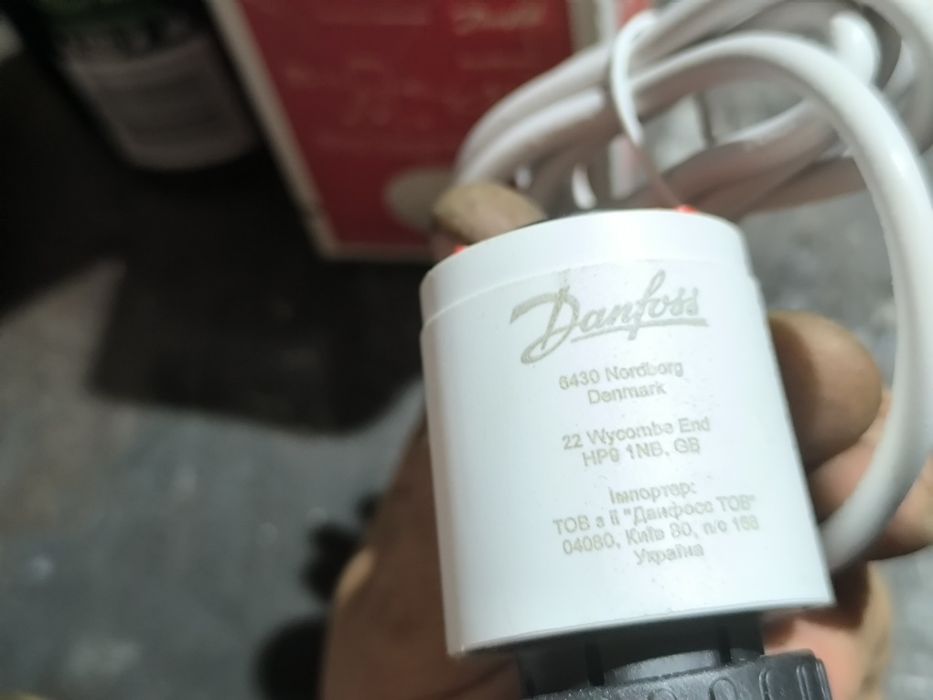 Danfoss
6430 Nordborg
Denmark
22 Wycombe End
HP9 1NB, GB
Імпортер:
ТОВ з ії "Данфосс ТОВ"
04080, Київ 80, п/с 168
Україна